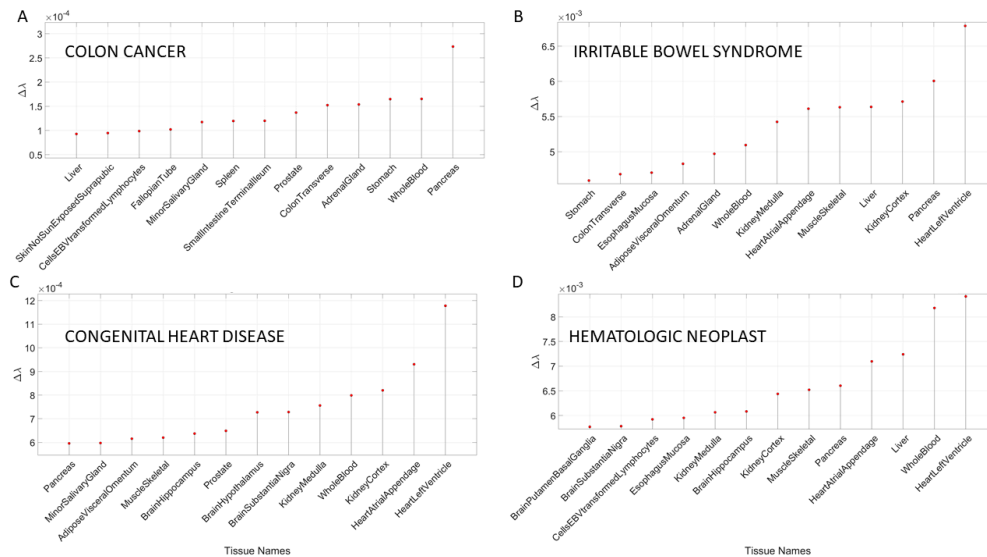 A
×10⁻⁴
COLON CANCER
3
2.5
2
1.5
1
0.5
Δλ
Liver
SkinNotSunExposedSuprapubic
CellsEBVtransformedLymphocytes
FallopianTube
MinorSalivaryGland
Spleen
SmallIntestineTerminalIleum
Prostate
ColonTransverse
AdrenalGland
Stomach
WholeBlood
Pancreas
B
×10⁻³
IRRITABLE BOWEL SYNDROME
6.5
6
5.5
5
Δλ
Stomach
ColonTransverse
EsophagusMucosa
AdiposeVisceralOmentum
AdrenalGland
WholeBlood
KidneyMedulla
HeartAtrialAppendage
MuscleSkeletal
Liver
KidneyCortex
Pancreas
HeartLeftVentricle
C
×10⁻⁴
CONGENITAL HEART DISEASE
12
10
8
7
6
Δλ
Pancreas
MinorSalivaryGland
AdiposeVisceralOmentum
MuscleSkeletal
BrainHippocampus
Prostate
BrainHypothalamus
BrainSubstantiaNigra
KidneyMedulla
WholeBlood
KidneyCortex
HeartAtrialAppendage
HeartLeftVentricle
Tissue Names
D
×10⁻³
HEMATOLOGIC NEOPLAST
8
7.5
7
6.5
6
Δλ
BrainPutamenBasalGanglia
BrainSubstantiaNigra
CellsEBVtransformedLymphocytes
EsophagusMucosa
KidneyMedulla
BrainHippocampus
KidneyCortex
MuscleSkeletal
Pancreas
HeartAtrialAppendage
Liver
WholeBlood
HeartLeftVentricle
Tissue Names